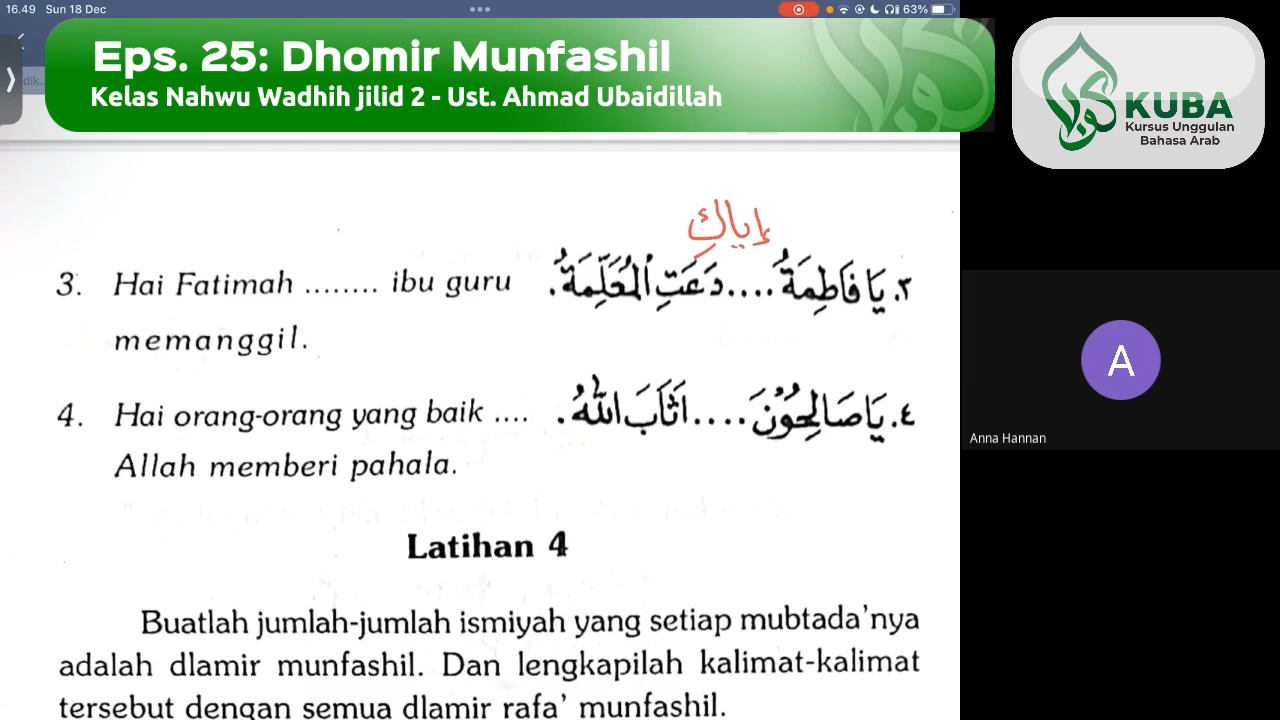 16.49 Sun 18 Dec
63%
Eps. 25: Dhomir Munfashil
Kelas Nahwu Wadhih jilid 2 - Ust. Ahmad Ubaidillah
KUBA
Kursus Unggulan
Bahasa Arab
dik..
إياكِ
3. Hai Fatimah ........ ibu guru
memanggil.
٣. يَا فَاطِمَةُ .... دَعَتِ الْمُعَلِّمَةُ.
4. Hai orang-orang yang baik ....
Allah memberi pahala.
٤. يَا صَالِحُوْنَ .... اَثَابَ اللهُ.
Latihan 4
Buatlah jumlah-jumlah ismiyah yang setiap mubtada'nya
adalah dlamir munfashil. Dan lengkapilah kalimat-kalimat
tersebut dengan semua dlamir rafa' munfashil.
A
Anna Hannan